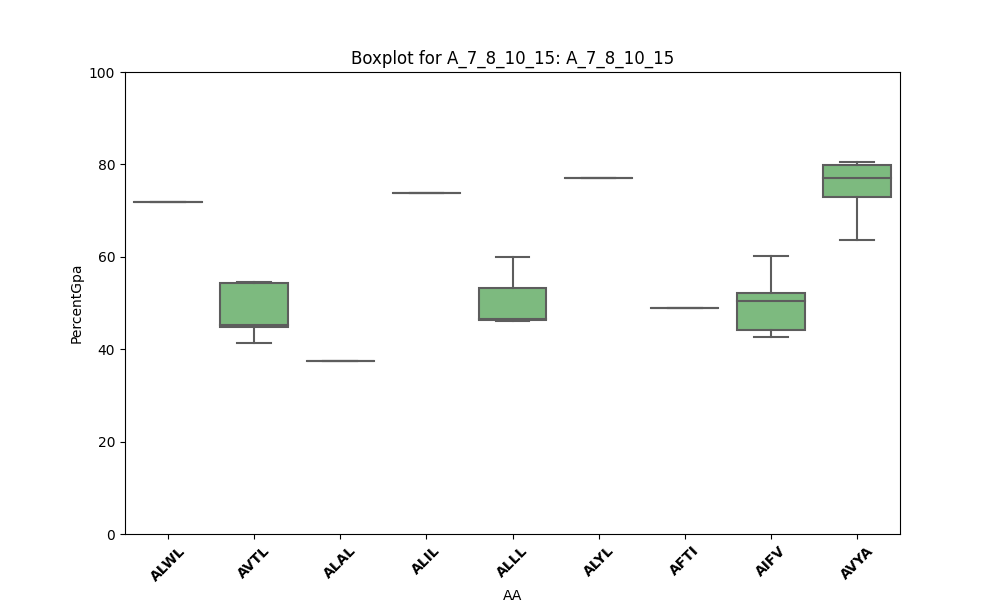 Boxplot for A_7_8_10_15: A_7_8_10_15
100
80
60
40
20
0
PercentGpa
ALWL AVTL ALAL ALIL ALLL ALYL AFTI AIFV AVYA
AA